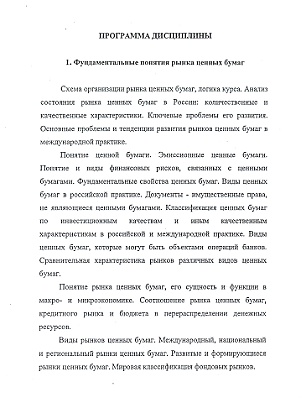 ПРОГРАММА ДИСЦИПЛИНЫ
1. Фундаментальные понятия рынка ценных бумаг
Схема организации рынка ценных бумаг, логика курса. Анализ
состояния рынка ценных бумаг в России: количественные и
качественные характеристики. Ключевые проблемы его развития.
Основные проблемы и тенденции развития рынков ценных бумаг в
международной практике.
Понятие ценной бумаги. Эмиссионные ценные бумаги.
Понятие и виды финансовых рисков, связанных с ценными
бумагами. Фундаментальные свойства ценных бумаг. Виды ценных
бумаг в российской практике. Документы - имущественные права,
не являющиеся ценными бумагами. Классификация ценных бумаг
по инвестиционным качествам и иным качественным
характеристикам в российской и международной практике. Виды
ценных бумаг, которые могут быть объектами операций банков.
Сравнительная характеристика рынков различных видов ценных
бумаг.
Понятие рынка ценных бумаг, его сущность и функции в
макро- и микроэкономике. Соотношение рынка ценных бумаг,
кредитного рынка и бюджета в перераспределении денежных
ресурсов.
Виды рынков ценных бумаг. Международный, национальный
и региональный рынки ценных бумаг. Развитые и формирующиеся
рынки ценных бумаг. Мировая классификация фондовых рынков.